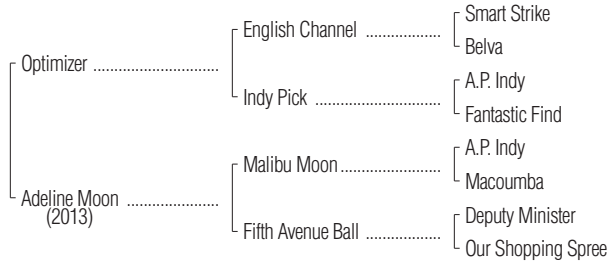 Smart Strike
English Channel ..................
Belva
Optimizer ..............................
A.P. Indy
Indy Pick ..............................
Fantastic Find
A.P. Indy
Malibu Moon........................
Macoumba
Adeline Moon ......................
(2013)
Deputy Minister
Fifth Avenue Ball ..................
Our Shopping Spree